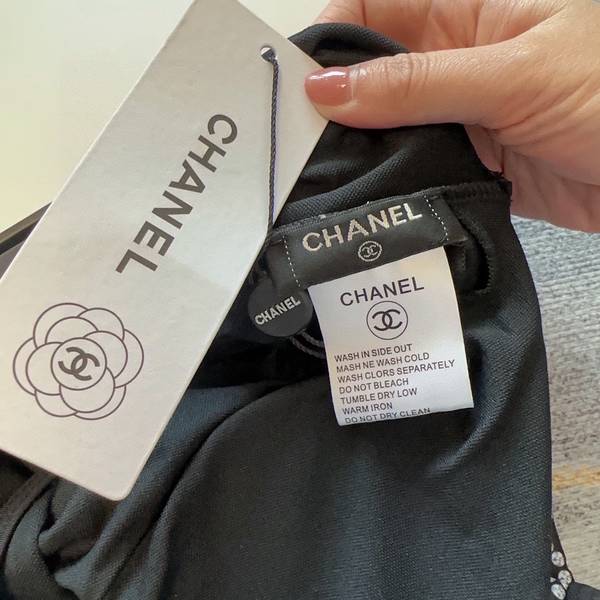 CHANEL
CHANEL
CHANEL
CHANEL
WASH IN SIDE OUT
MASH NE WASH COLD
WASH CLORS SEPARATELY
DO NOT BLEACH
TUMBLE DRY LOW
WARM IRON
DO NOT DRY CLEAN